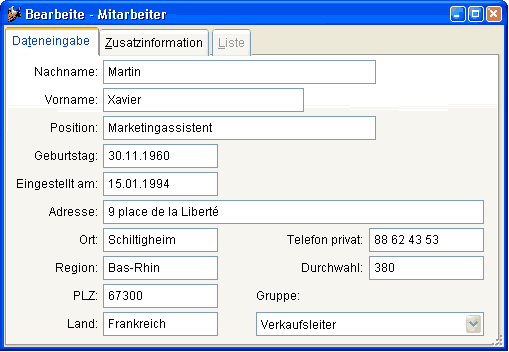 Bearbeite - Mitarbeiter
Dateneingabe Zusatzinformation Liste
Nachname: Martin
Vorname: Xavier
Position: Marketingassistent
Geburtstag: 30.11.1960
Eingestellt am: 15.01.1994
Adresse: 9 place de la Liberté
Ort: Schiltigheim Telefon privat: 88 62 43 53
Region: Bas-Rhin Durchwahl: 380
PLZ: 67300 Gruppe:
Land: Frankreich Verkaufsleiter